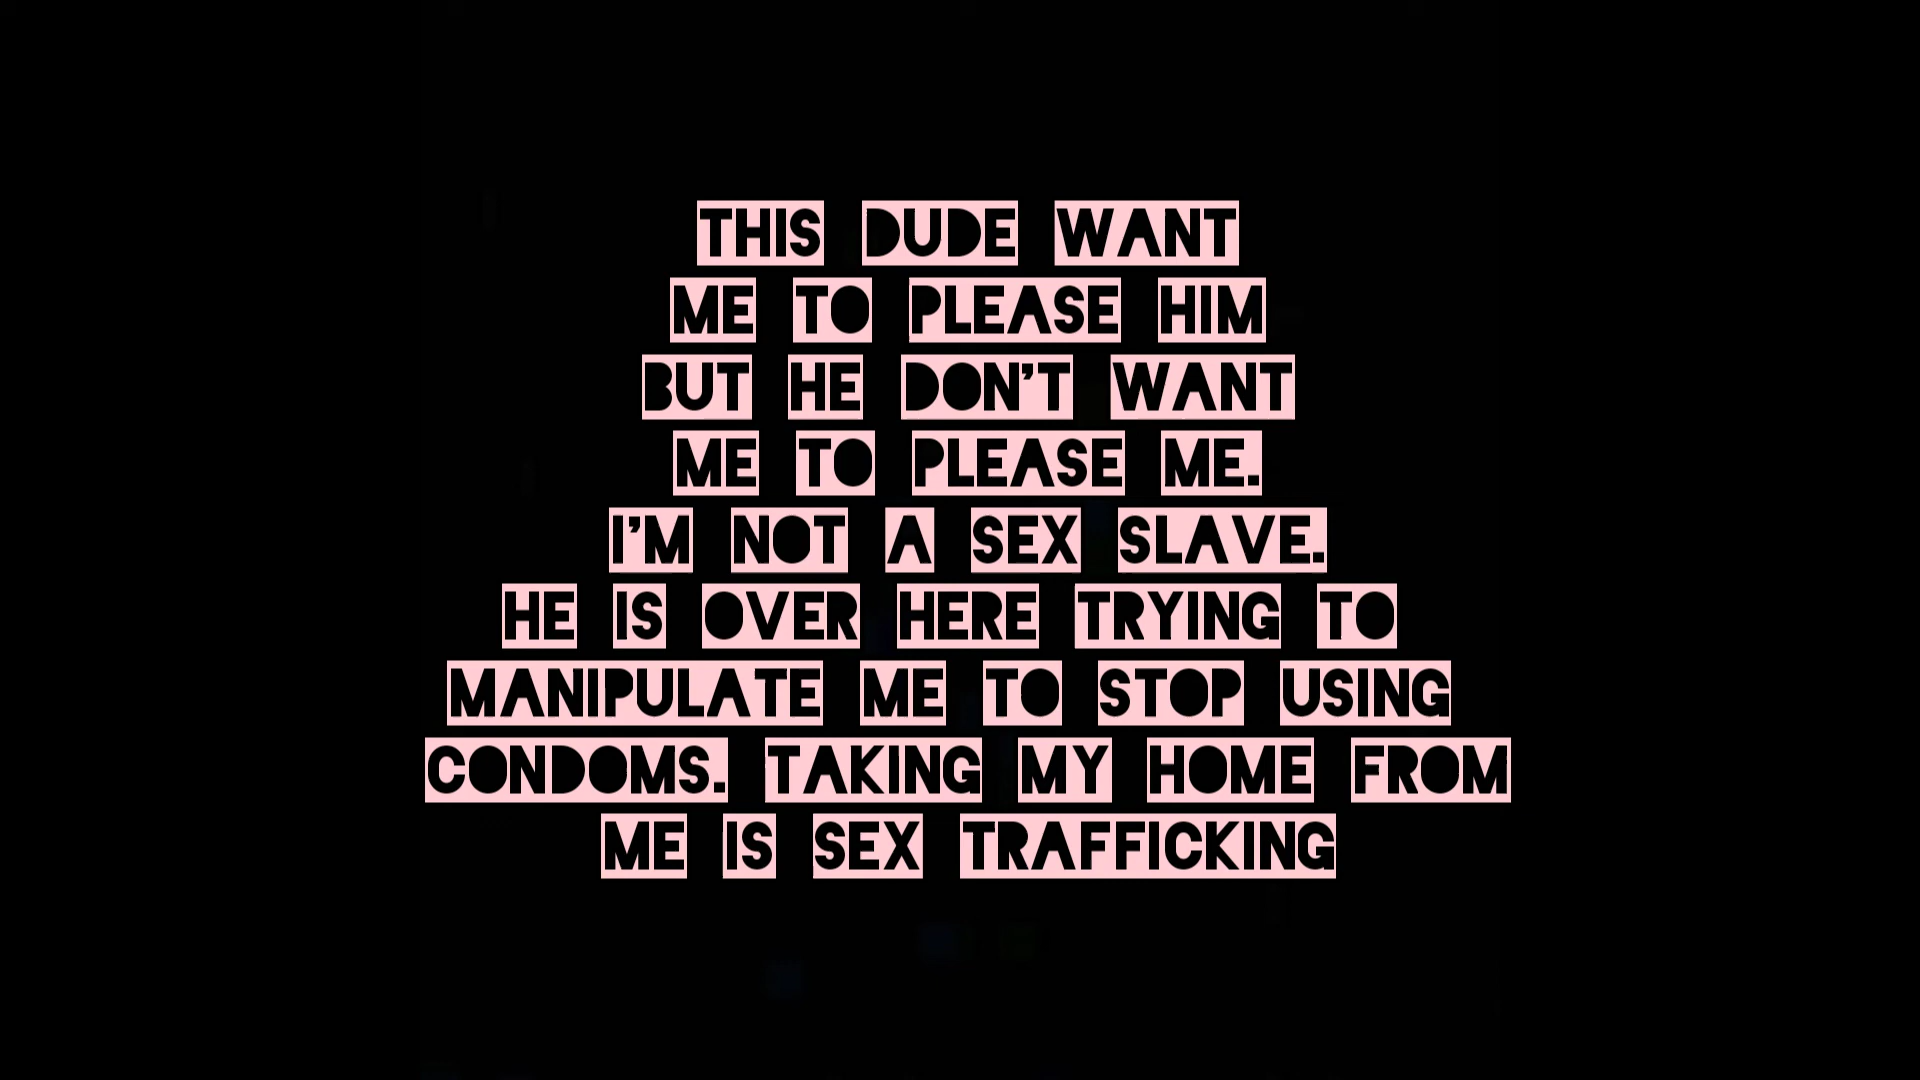 THIS DUDE WANT
ME TO PLEASE HIM
BUT HE DON'T WANT
ME TO PLEASE ME.
I'M NOT A SEX SLAVE.
HE IS OVER HERE TRYING TO
MANIPULATE ME TO STOP USING
CONDOMS. TAKING MY HOME FROM
ME IS SEX TRAFFICKING